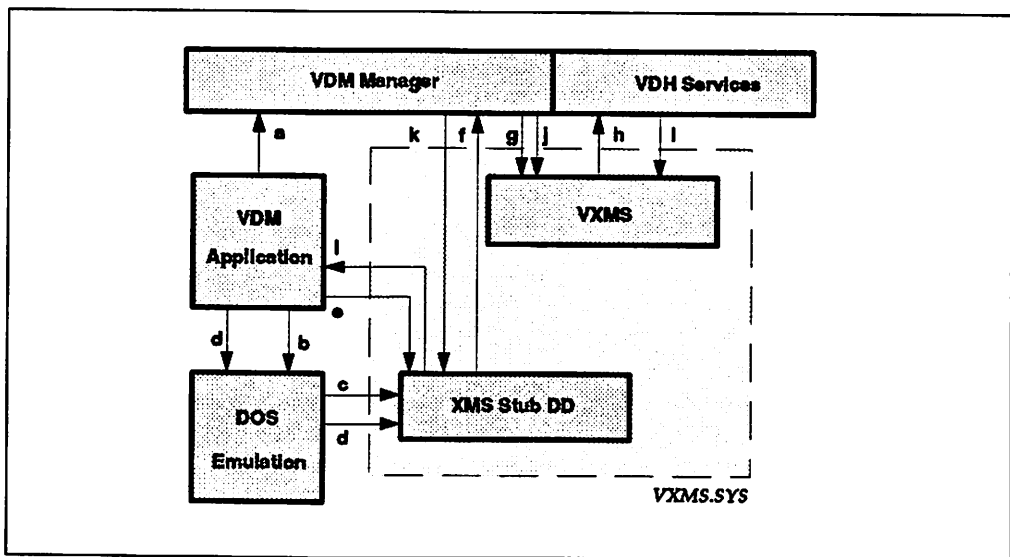 VDM Manager
VDH Services
a
k
f
g
j
h
i
VXMS
VDM
Application
l
e
d
b
DOS
Emulation
c
d
XMS Stub DD
VXMS.SYS